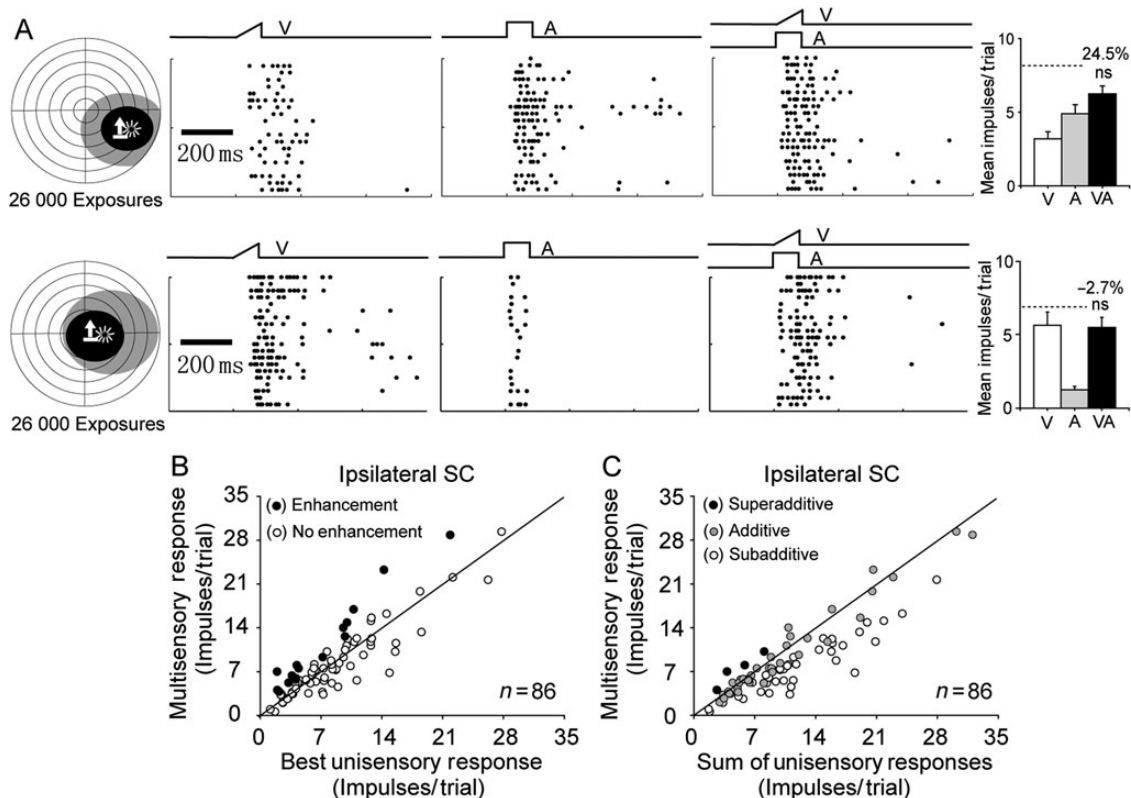 A
V
A
V
A
200 ms
26 000 Exposures
Mean impulses/ trial
10
5
0
24.5%
ns
V A VA
V
A
V
A
200 ms
26 000 Exposures
Mean impulses/ trial
10
5
0
−2.7%
ns
V A VA
B
Ipsilateral SC
Multisensory response
(Impulses/trial)
35
28
21
14
7
0
(●) Enhancement
(○) No enhancement
n = 86
0 7 14 21 28 35
Best unisensory response
(Impulses/trial)
C
Ipsilateral SC
Multisensory response
(Impulses/trial)
35
28
21
14
7
0
(●) Superadditive
(●) Additive
(○) Subadditive
n = 86
0 7 14 21 28 35
Sum of unisensory responses
(Impulses/trial)